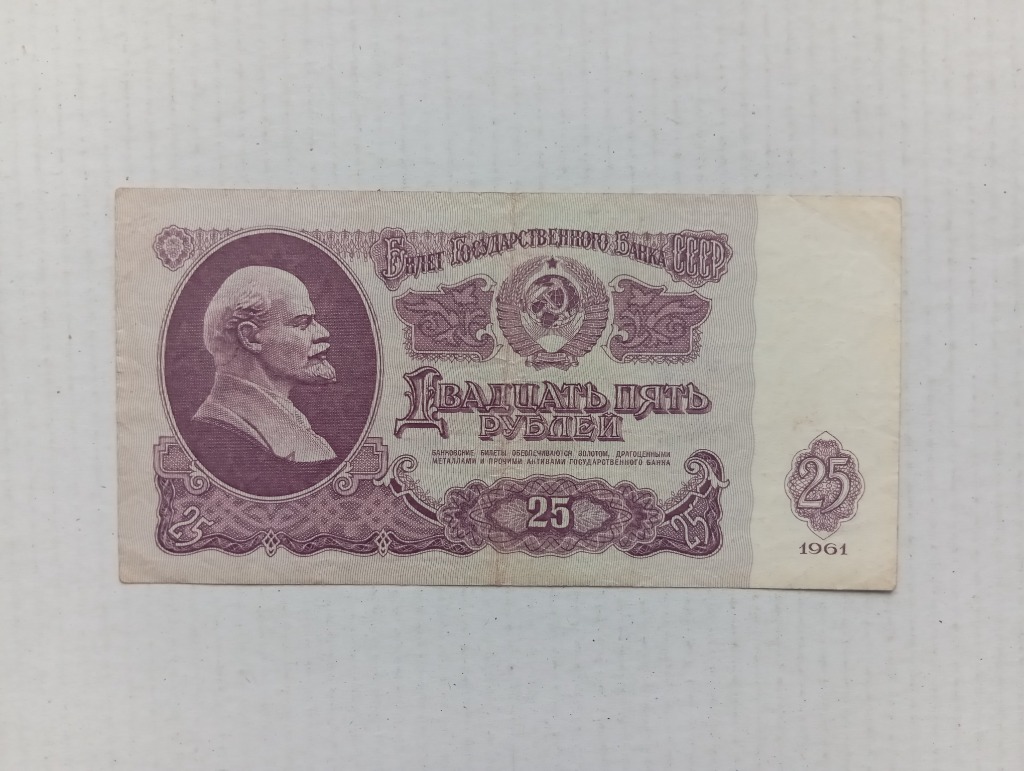 Билет Государственного Банка СССР
Двадцать пять
рублей
БАНКОВСКИЕ БИЛЕТЫ ОБЕСПЕЧИВАЮТСЯ ЗОЛОТОМ, ДРАГОЦЕННЫМИ
МЕТАЛЛАМИ И ПРОЧИМИ АКТИВАМИ ГОСУДАРСТВЕННОГО БАНКА
25
25
25
25
1961